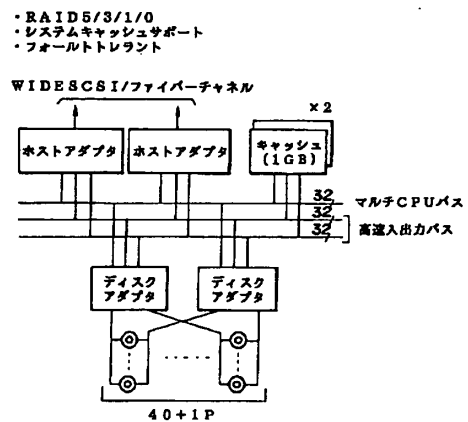 ・RAID5/3/1/0
・システムキャッシュサポート
・フォールトトレラント
WIDESCSI/ファイバーチャネル
×2
ホストアダプタ
ホストアダプタ
キャッシュ
(1GB)
32
マルチCPUバス
32
32
高速入出力バス
ディスク
アダプタ
ディスク
アダプタ
40+1P